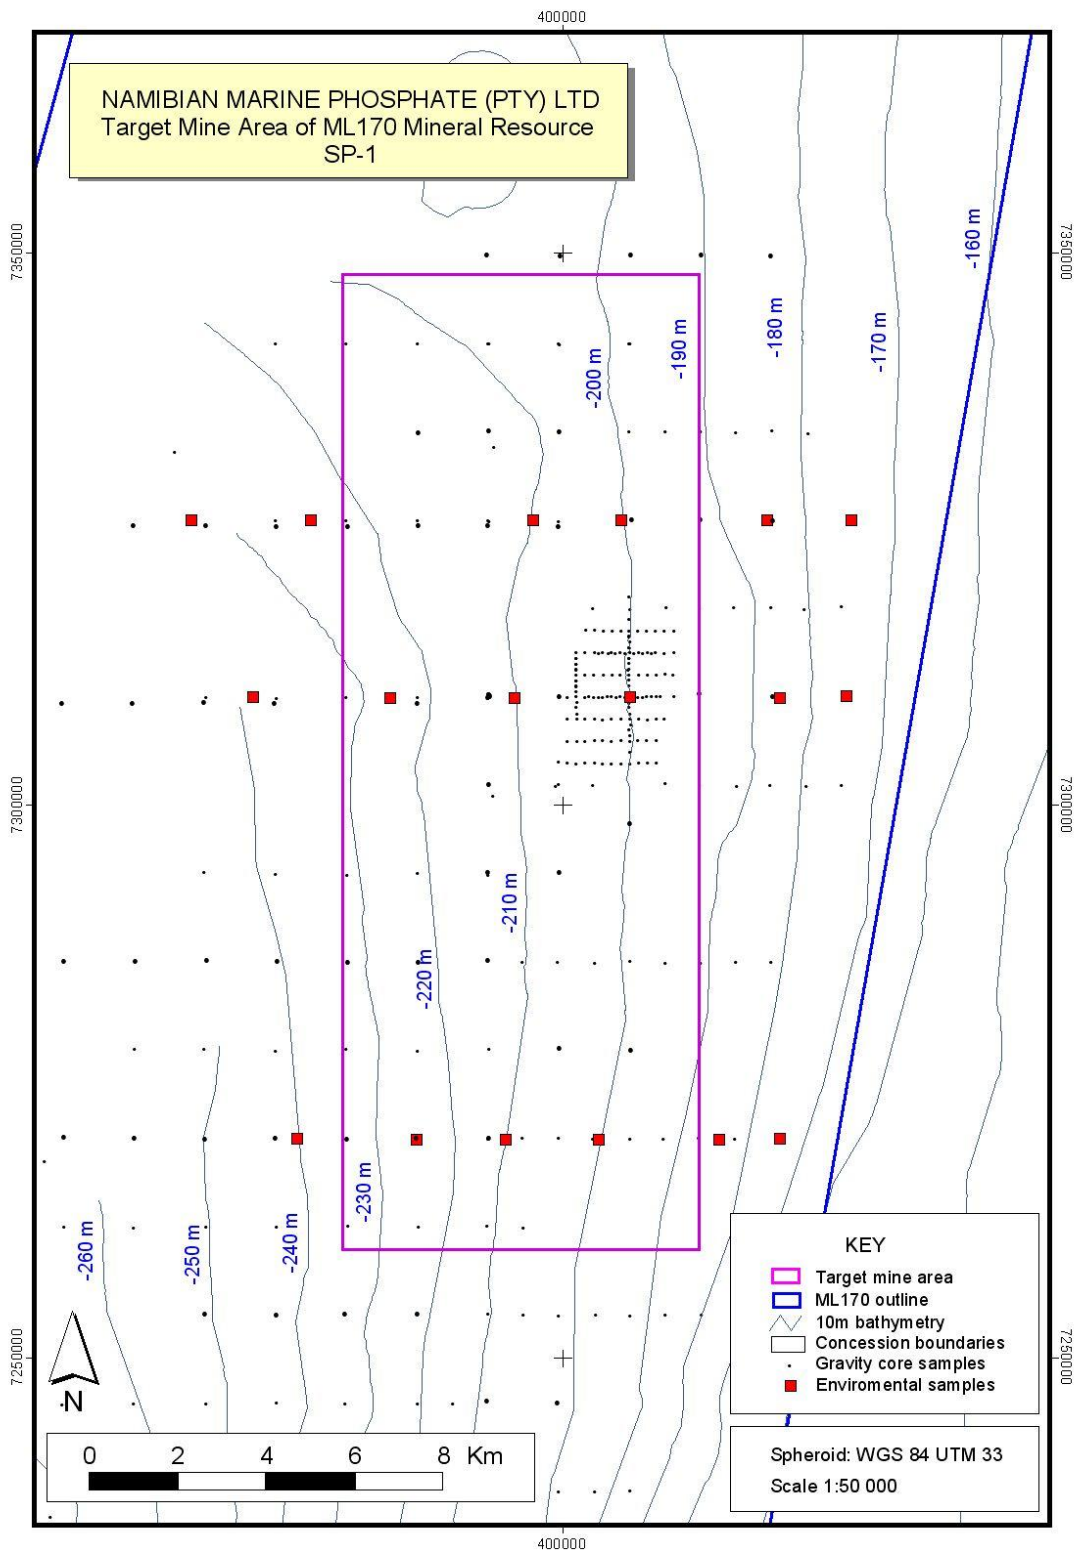 400000
NAMIBIAN MARINE PHOSPHATE (PTY) LTD
Target Mine Area of ML170 Mineral Resource
SP-1
7350000
7350000
-160 m
-180 m
-170 m
-190 m
-200 m
7300000
7300000
-210 m
-220 m
-230 m
-240 m
-250 m
-260 m
7250000
7250000
KEY
Target mine area
ML170 outline
10m bathymetry
Concession boundaries
Gravity core samples
Enviromental samples
N
0 2 4 6 8 Km
Spheroid: WGS 84 UTM 33
Scale 1:50 000
400000